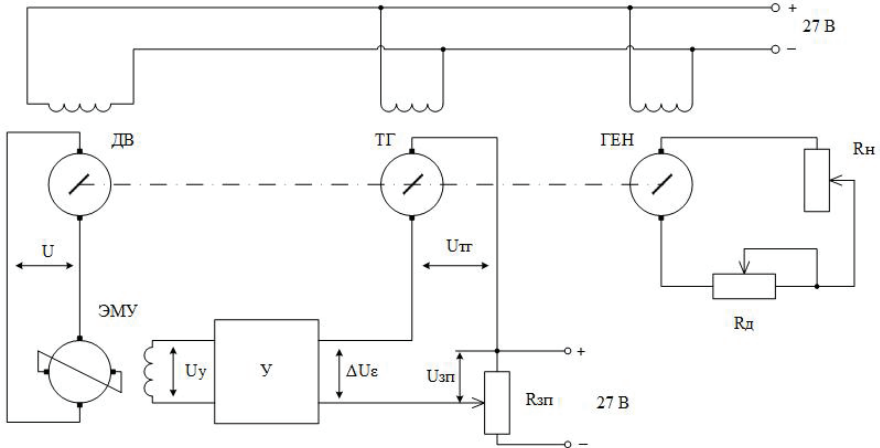 +
27 В
−
ДВ
ТГ
ГЕН
Rн
U
Uтг
ЭМУ
Rд
Uу
У
ΔUε
Uзп
+
Rзп
27 В
−